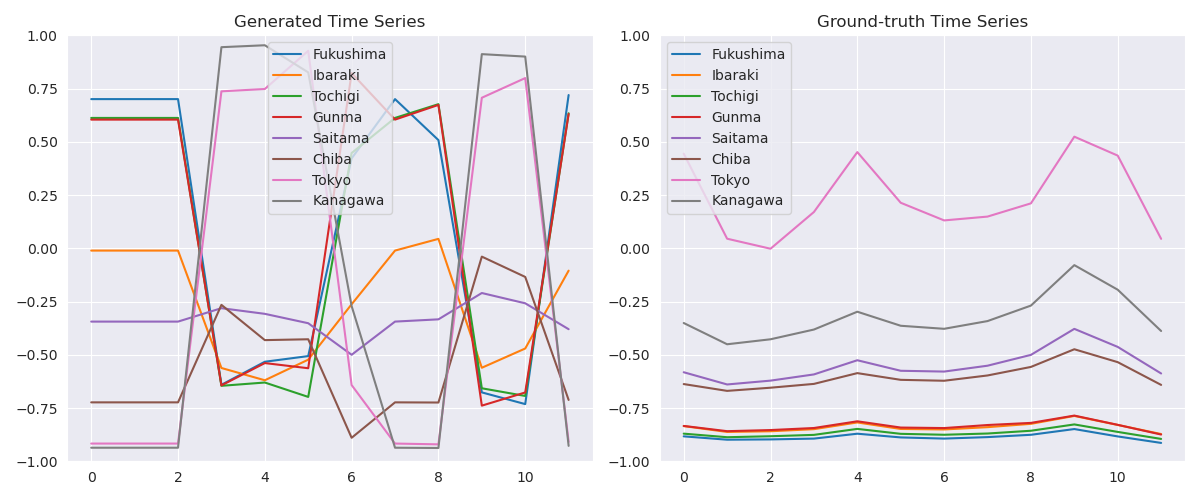 Generated Time Series
1.00
0.75
0.50
0.25
0.00
−0.25
−0.50
−0.75
−1.00
0
2
4
6
8
10
Fukushima
Ibaraki
Tochigi
Gunma
Saitama
Chiba
Tokyo
Kanagawa
Ground-truth Time Series
1.00
0.75
0.50
0.25
0.00
−0.25
−0.50
−0.75
−1.00
0
2
4
6
8
10
Fukushima
Ibaraki
Tochigi
Gunma
Saitama
Chiba
Tokyo
Kanagawa